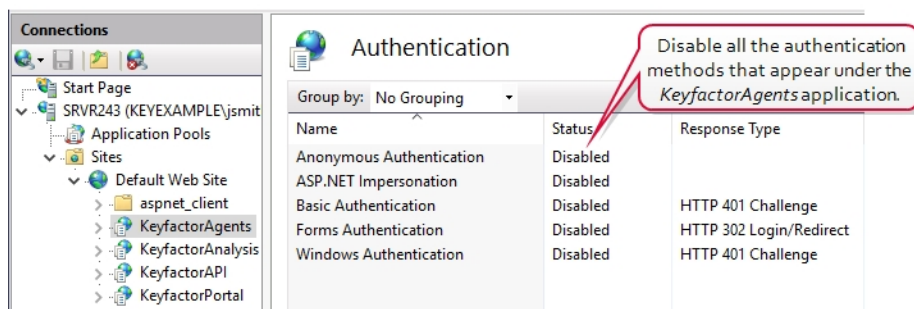 Connections
Start Page
SRVR243 (KEYEXAMPLE\jsmit
Application Pools
Sites
Default Web Site
aspnet_client
KeyfactorAgents
KeyfactorAnalysis
KeyfactorAPI
KeyfactorPortal
Authentication
Disable all the authentication
methods that appear under the
KeyfactorAgents application.
Group by: No Grouping
Name Status Response Type
Anonymous Authentication Disabled
ASP.NET Impersonation Disabled
Basic Authentication Disabled HTTP 401 Challenge
Forms Authentication Disabled HTTP 302 Login/Redirect
Windows Authentication Disabled HTTP 401 Challenge